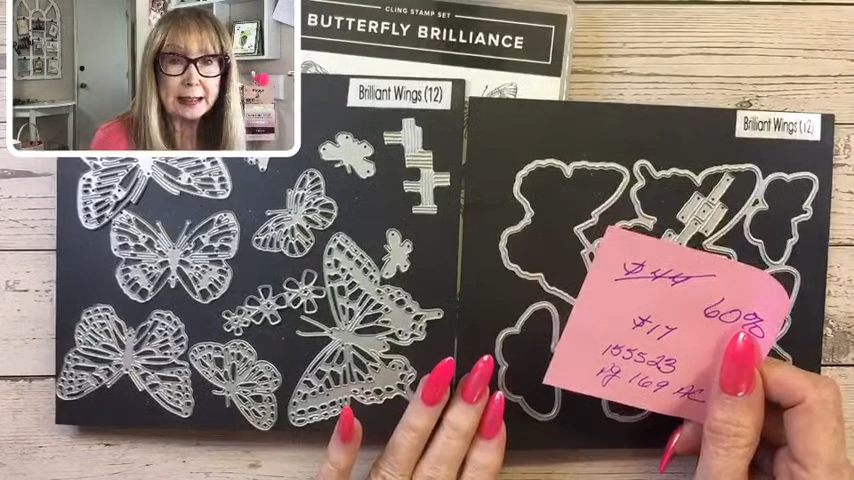 CLING STAMP SET
BUTTERFLY BRILLIANCE
Brilliant Wings (12)
Brilliant Wings (12)
$44
60%
$17
155523
pg 169 AC